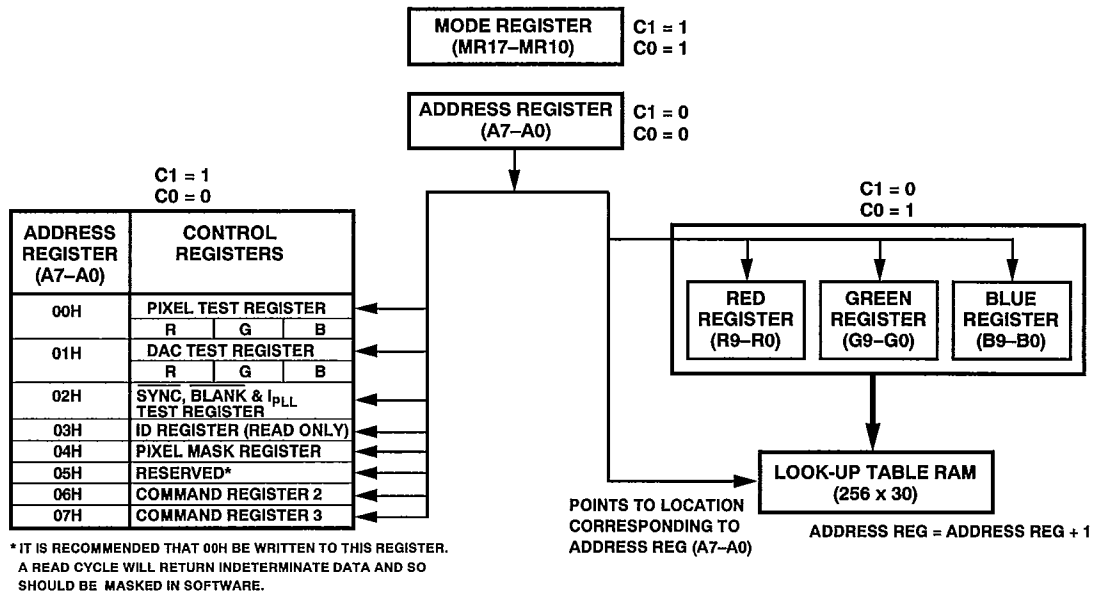 MODE REGISTER
(MR17–MR10)
C1 = 1
C0 = 1
ADDRESS REGISTER
(A7–A0)
C1 = 0
C0 = 0
C1 = 1
C0 = 0
ADDRESS
REGISTER
(A7–A0)
CONTROL
REGISTERS
00H
PIXEL TEST REGISTER
R G B
01H
DAC TEST REGISTER
R G B
02H
SYNC, BLANK & IPLL
TEST REGISTER
03H ID REGISTER (READ ONLY)
04H PIXEL MASK REGISTER
05H RESERVED*
06H COMMAND REGISTER 2
07H COMMAND REGISTER 3
* IT IS RECOMMENDED THAT 00H BE WRITTEN TO THIS REGISTER.
A READ CYCLE WILL RETURN INDETERMINATE DATA AND SO
SHOULD BE MASKED IN SOFTWARE.
C1 = 0
C0 = 1
RED
REGISTER
(R9–R0)
GREEN
REGISTER
(G9–G0)
BLUE
REGISTER
(B9–B0)
LOOK-UP TABLE RAM
(256 x 30)
POINTS TO LOCATION
CORRESPONDING TO
ADDRESS REG (A7–A0)
ADDRESS REG = ADDRESS REG + 1